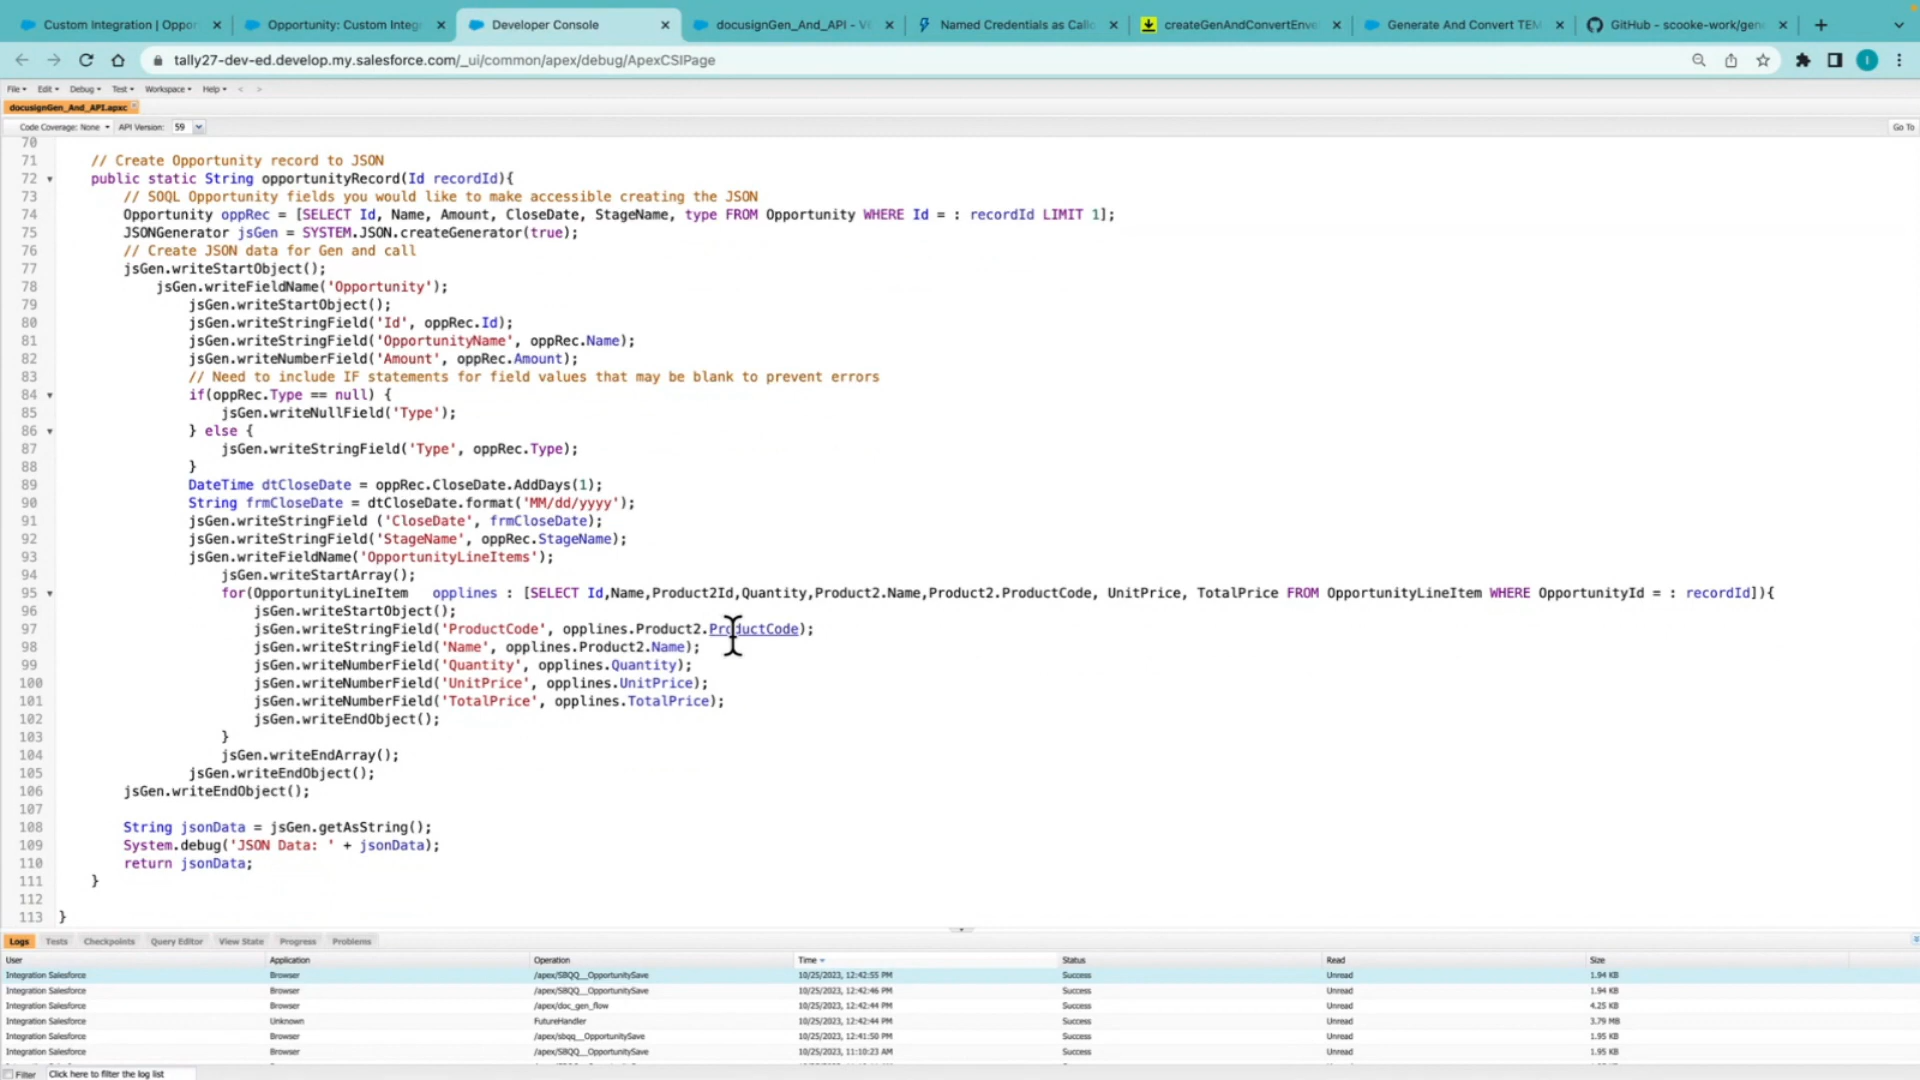 Custom Integration | Oppor
Opportunity: Custom Integ
Developer Console
docusignGen_And_API - V
Named Credentials as Callo
createGenAndConvertEnve
Generate And Convert TEM
GitHub - scooke-work/gen
tally27-dev-ed.develop.my.salesforce.com/_ui/common/apex/debug/ApexCSIPage
I
File Edit Debug Test Workspace Help < >
docusignGen_And_API.apxc
Code Coverage: None API Version: 59 Go To
70
71 // Create Opportunity record to JSON
72 public static String opportunityRecord(Id recordId){
73 // SOQL Opportunity fields you would like to make accessible creating the JSON
74 Opportunity oppRec = [SELECT Id, Name, Amount, CloseDate, StageName, type FROM Opportunity WHERE Id = : recordId LIMIT 1];
75 JSONGenerator jsGen = SYSTEM.JSON.createGenerator(true);
76 // Create JSON data for Gen and call
77 jsGen.writeStartObject();
78 jsGen.writeFieldName('Opportunity');
79 jsGen.writeStartObject();
80 jsGen.writeStringField('Id', oppRec.Id);
81 jsGen.writeStringField('OpportunityName', oppRec.Name);
82 jsGen.writeNumberField('Amount', oppRec.Amount);
83 // Need to include IF statements for field values that may be blank to prevent errors
84 if(oppRec.Type == null) {
85 jsGen.writeNullField('Type');
86 } else {
87 jsGen.writeStringField('Type', oppRec.Type);
88 }
89 DateTime dtCloseDate = oppRec.CloseDate.AddDays(1);
90 String frmCloseDate = dtCloseDate.format('MM/dd/yyyy');
91 jsGen.writeStringField ('CloseDate', frmCloseDate);
92 jsGen.writeStringField('StageName', oppRec.StageName);
93 jsGen.writeFieldName('OpportunityLineItems');
94 jsGen.writeStartArray();
95 for(OpportunityLineItem opplines : [SELECT Id,Name,Product2Id,Quantity,Product2.Name,Product2.ProductCode, UnitPrice, TotalPrice FROM OpportunityLineItem WHERE OpportunityId = : recordId]){
96 jsGen.writeStartObject();
97 jsGen.writeStringField('ProductCode', opplines.Product2.ProductCode);
98 jsGen.writeStringField('Name', opplines.Product2.Name);
99 jsGen.writeNumberField('Quantity', opplines.Quantity);
100 jsGen.writeNumberField('UnitPrice', opplines.UnitPrice);
101 jsGen.writeNumberField('TotalPrice', opplines.TotalPrice);
102 jsGen.writeEndObject();
103 }
104 jsGen.writeEndArray();
105 jsGen.writeEndObject();
106 jsGen.writeEndObject();
107
108 String jsonData = jsGen.getAsString();
109 System.debug('JSON Data: ' + jsonData);
110 return jsonData;
111 }
112
113 }
Logs Tests Checkpoints Query Editor View State Progress Problems
User Application Operation Time Status Read Size
Integration Salesforce Browser /apex/SBQQ__OpportunitySave 10/25/2023, 12:42:55 PM Success Unread 1.94 KB
Integration Salesforce Browser /apex/SBQQ__OpportunitySave 10/25/2023, 12:42:46 PM Success Unread 1.94 KB
Integration Salesforce Browser /apex/doc_gen_flow 10/25/2023, 12:42:44 PM Success Unread 4.25 KB
Integration Salesforce Unknown FutureHandler 10/25/2023, 12:42:44 PM Success Unread 3.79 MB
Integration Salesforce Browser /apex/sbqq__OpportunitySave 10/25/2023, 12:41:50 PM Success Unread 1.95 KB
Integration Salesforce Browser /apex/SBQQ__OpportunitySave 10/25/2023, 11:10:23 AM Success Unread 1.95 KB
Filter Click here to filter the log list